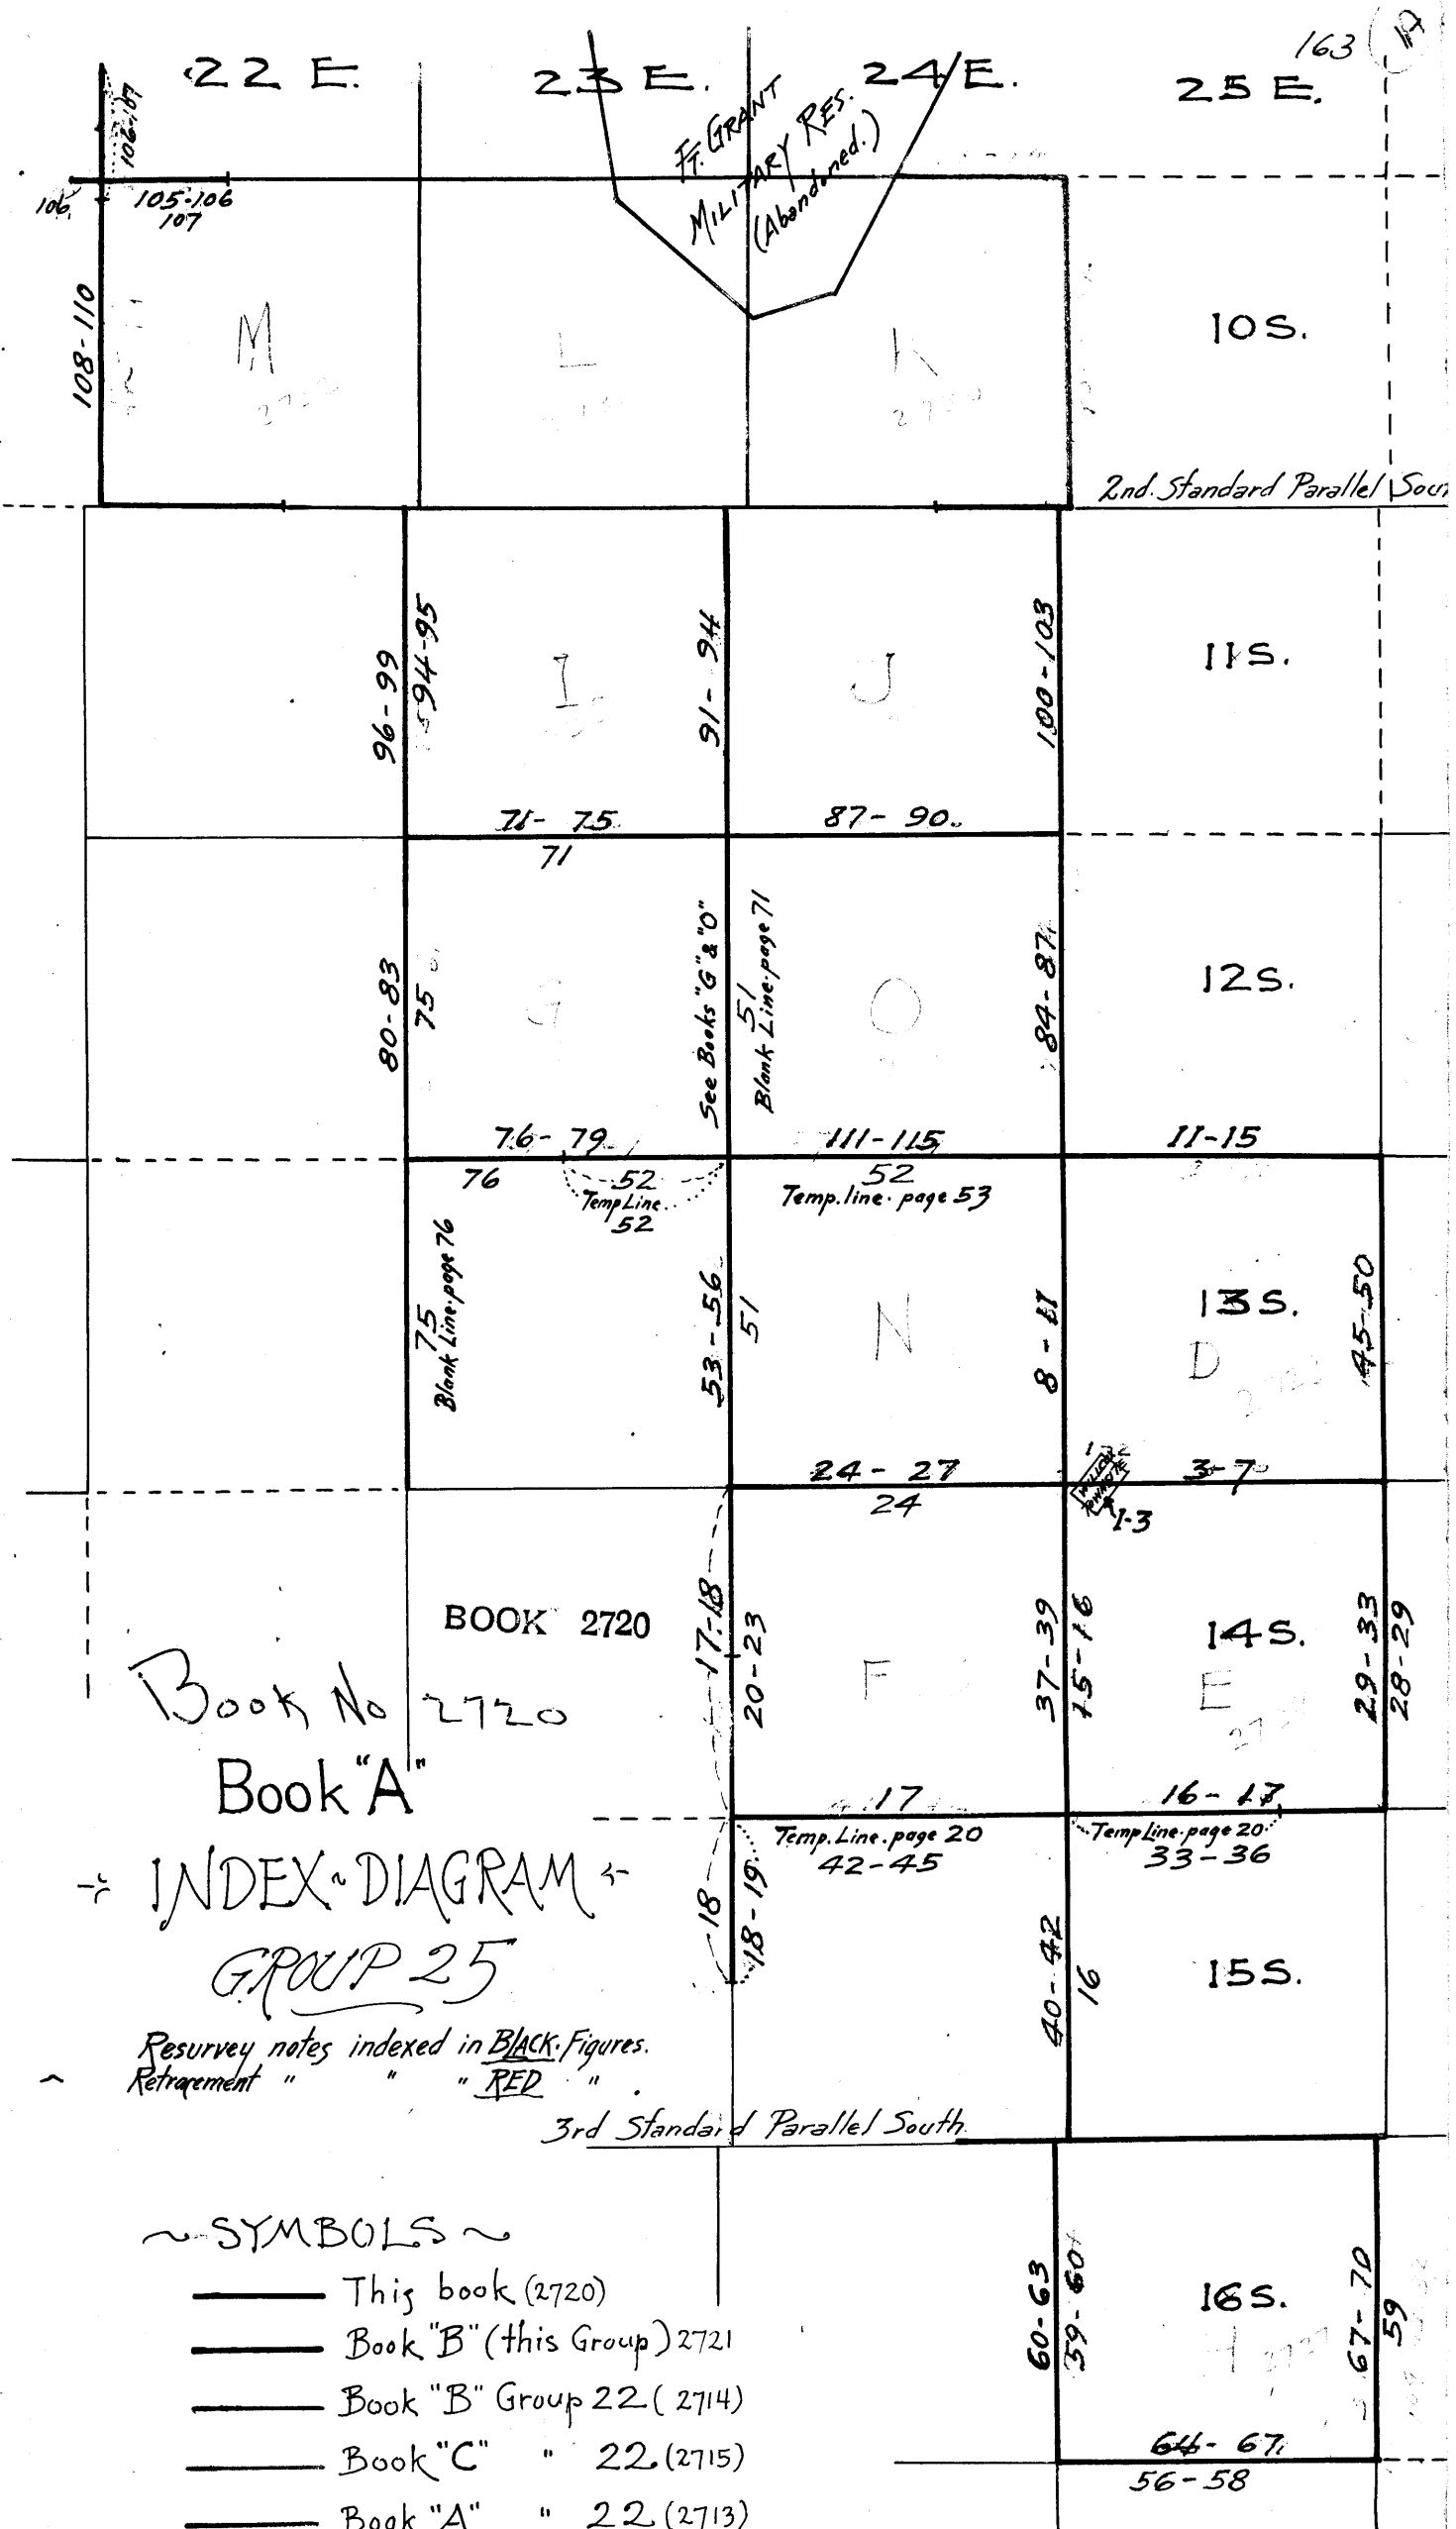 163
22 E.
23 E.
24 E.
25 E.
106-107
FT. GRANT
MILITARY RES.
(Abandoned.)
106
105-106
107
108-110
M
L
K
10 S.
2nd. Standard Parallel
96-99
94-95
I
91-94
J
100-103
11 S.
71- 75
71
87- 90
80-83
75
G
See Books "G" & "O"
51
Blank Line. page 71
O
84-87
12 S.
76- 79
76
52
Temp Line.
52
111-115
52
Temp. line. page 53
11-15
75
Blank Line. page 76
53-56
51
N
8-11
13 S.
D
45-50
24- 27
24
3-7
1-3
BOOK 2720
17-18
20-23
F
37-39
15-16
14 S.
E
29-33
28-29
Book No 2720
Book "A"
INDEX-DIAGRAM
GROUP 25
17
Temp. Line. page 20
42-45
16-17
Temp Line. page 20
33-36
18
18-19
40-42
16
15 S.
Resurvey notes indexed in BLACK Figures.
Retracement " " " RED " .
3rd Standard Parallel South
~ SYMBOLS ~
This book (2720)
Book "B" (this Group) 2721
Book "B" Group 22 (2714)
Book "C" " 22 (2715)
Book "A" " 22 (2713)
60-63
59-60
16 S.
H
67-70
59
64- 67
56-58